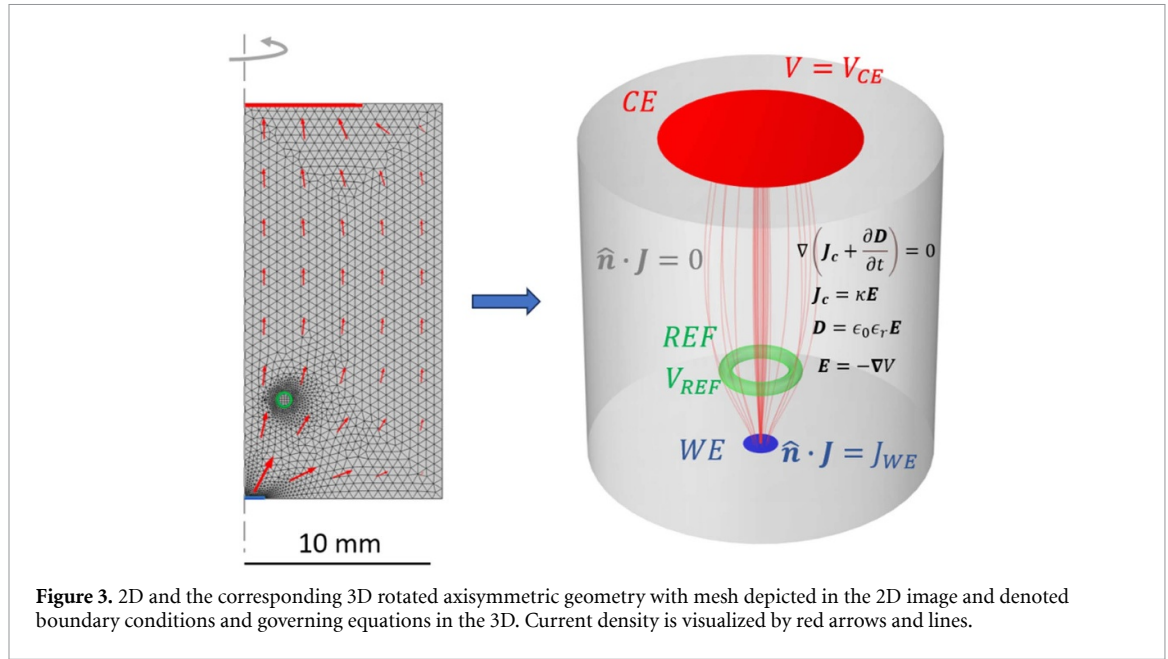 V = V_CE
CE
n̂ · J = 0
∇(J_c + ∂D/∂t) = 0
J_c = κE
D = ϵ₀ϵ_r E
E = −∇V
REF
V_REF
WE
n̂ · J = J_WE
10 mm
Figure 3. 2D and the corresponding 3D rotated axisymmetric geometry with mesh depicted in the 2D image and denoted
boundary conditions and governing equations in the 3D. Current density is visualized by red arrows and lines.